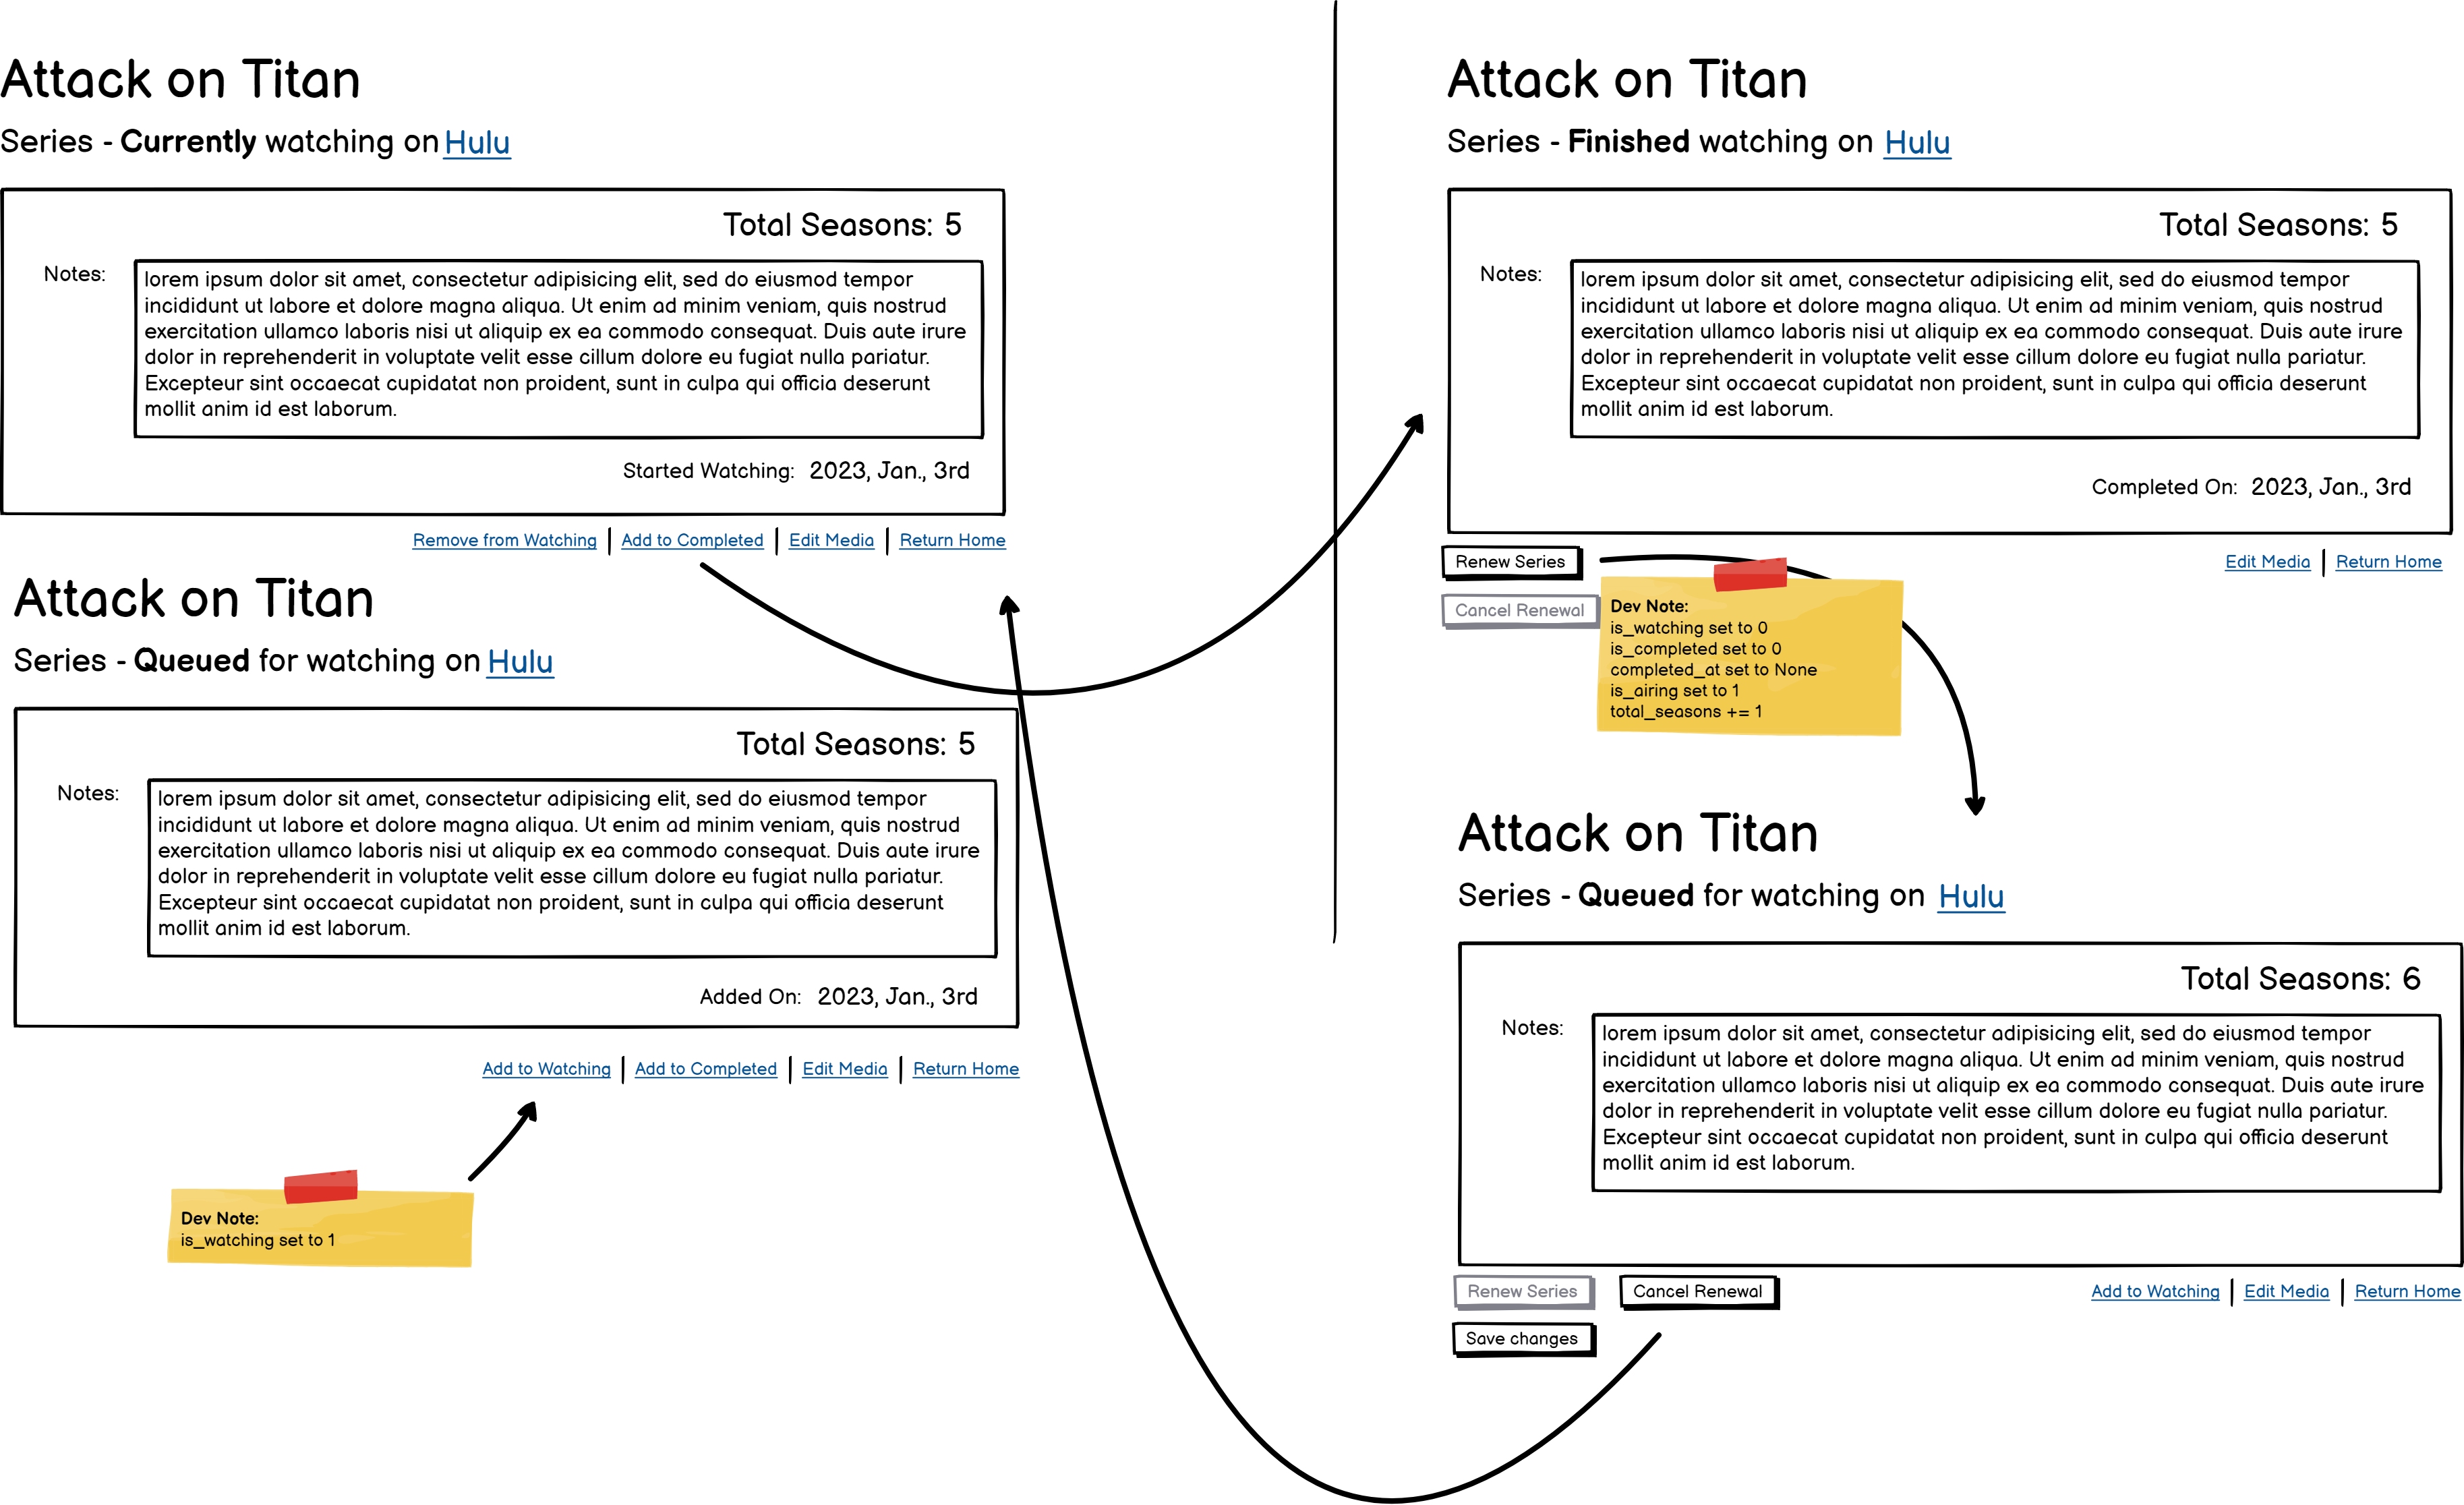 Attack on Titan
Series - Currently watching on Hulu
Total Seasons: 5
Notes:
lorem ipsum dolor sit amet, consectetur adipisicing elit, sed do eiusmod tempor
incididunt ut labore et dolore magna aliqua. Ut enim ad minim veniam, quis nostrud
exercitation ullamco laboris nisi ut aliquip ex ea commodo consequat. Duis aute irure
dolor in reprehenderit in voluptate velit esse cillum dolore eu fugiat nulla pariatur.
Excepteur sint occaecat cupidatat non proident, sunt in culpa qui officia deserunt
mollit anim id est laborum.
Started Watching: 2023, Jan., 3rd
Remove from Watching | Add to Completed | Edit Media | Return Home
Attack on Titan
Series - Queued for watching on Hulu
Total Seasons: 5
Notes:
lorem ipsum dolor sit amet, consectetur adipisicing elit, sed do eiusmod tempor
incididunt ut labore et dolore magna aliqua. Ut enim ad minim veniam, quis nostrud
exercitation ullamco laboris nisi ut aliquip ex ea commodo consequat. Duis aute irure
dolor in reprehenderit in voluptate velit esse cillum dolore eu fugiat nulla pariatur.
Excepteur sint occaecat cupidatat non proident, sunt in culpa qui officia deserunt
mollit anim id est laborum.
Added On: 2023, Jan., 3rd
Add to Watching | Add to Completed | Edit Media | Return Home
Dev Note:
is_watching set to 1
Attack on Titan
Series - Finished watching on Hulu
Total Seasons: 5
Notes:
lorem ipsum dolor sit amet, consectetur adipisicing elit, sed do eiusmod tempor
incididunt ut labore et dolore magna aliqua. Ut enim ad minim veniam, quis nostrud
exercitation ullamco laboris nisi ut aliquip ex ea commodo consequat. Duis aute irure
dolor in reprehenderit in voluptate velit esse cillum dolore eu fugiat nulla pariatur.
Excepteur sint occaecat cupidatat non proident, sunt in culpa qui officia deserunt
mollit anim id est laborum.
Completed On: 2023, Jan., 3rd
Renew Series
Edit Media | Return Home
Cancel Renewal
Dev Note:
is_watching set to 0
is_completed set to 0
completed_at set to None
is_airing set to 1
total_seasons += 1
Attack on Titan
Series - Queued for watching on Hulu
Total Seasons: 6
Notes:
lorem ipsum dolor sit amet, consectetur adipisicing elit, sed do eiusmod tempor
incididunt ut labore et dolore magna aliqua. Ut enim ad minim veniam, quis nostrud
exercitation ullamco laboris nisi ut aliquip ex ea commodo consequat. Duis aute irure
dolor in reprehenderit in voluptate velit esse cillum dolore eu fugiat nulla pariatur.
Excepteur sint occaecat cupidatat non proident, sunt in culpa qui officia deserunt
mollit anim id est laborum.
Renew Series
Cancel Renewal
Add to Watching | Edit Media | Return Home
Save changes